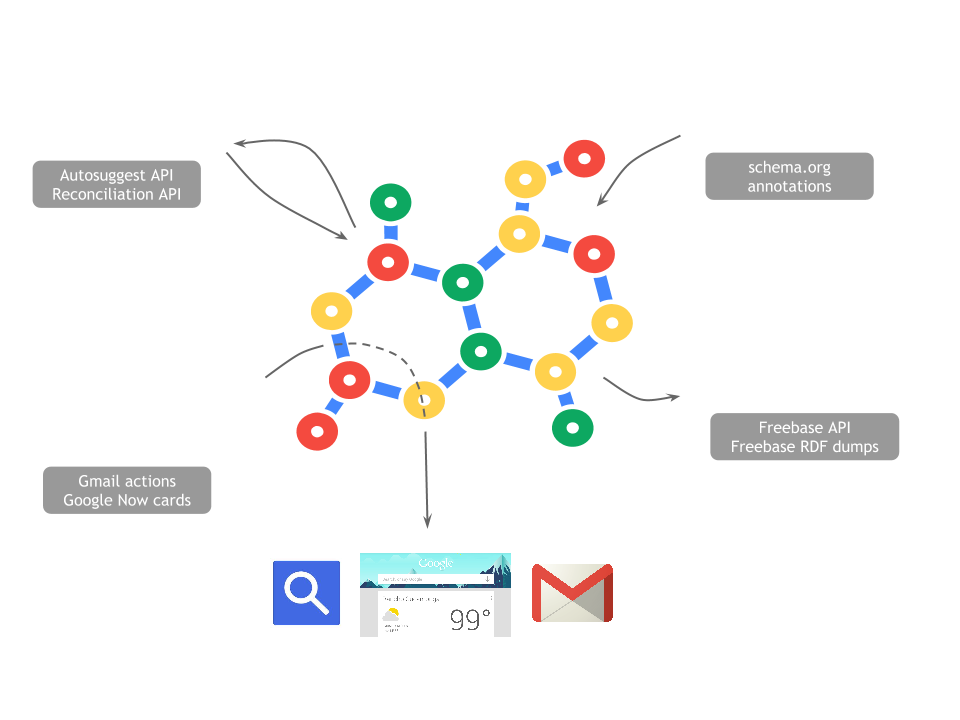 Autosuggest API
Reconciliation API
schema.org
annotations
Freebase API
Freebase RDF dumps
Gmail actions
Google Now cards
Google
99°